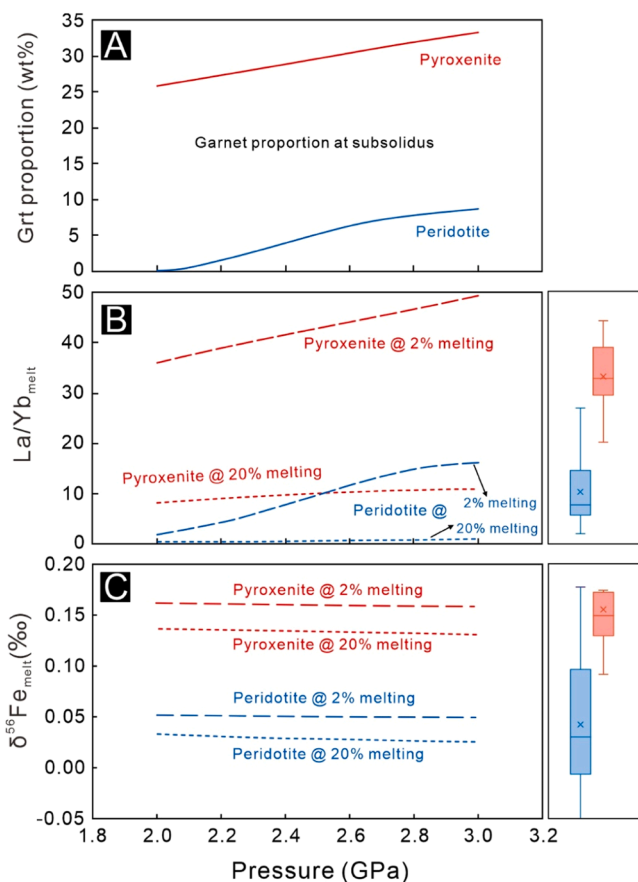 A
35
30
25
20
15
10
5
0
Grt proportion (wt%)
Pyroxenite
Garnet proportion at subsolidus
Peridotite
B
50
40
30
20
10
0
La/Yb melt
Pyroxenite @ 2% melting
Pyroxenite @ 20% melting
Peridotite @
2% melting
20% melting
C
0.20
0.15
0.10
0.05
0.00
-0.05
δ56Fe melt (‰)
Pyroxenite @ 2% melting
Pyroxenite @ 20% melting
Peridotite @ 2% melting
Peridotite @ 20% melting
1.8 2.0 2.2 2.4 2.6 2.8 3.0 3.2
Pressure (GPa)